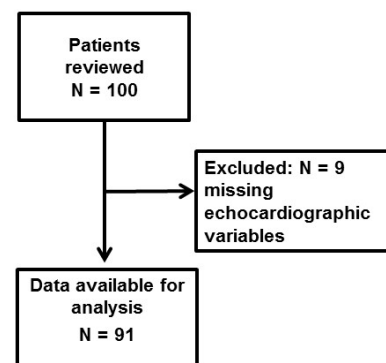 Patients
reviewed
N = 100
Excluded: N = 9
missing
echocardiographic
variables
Data available for
analysis
N = 91